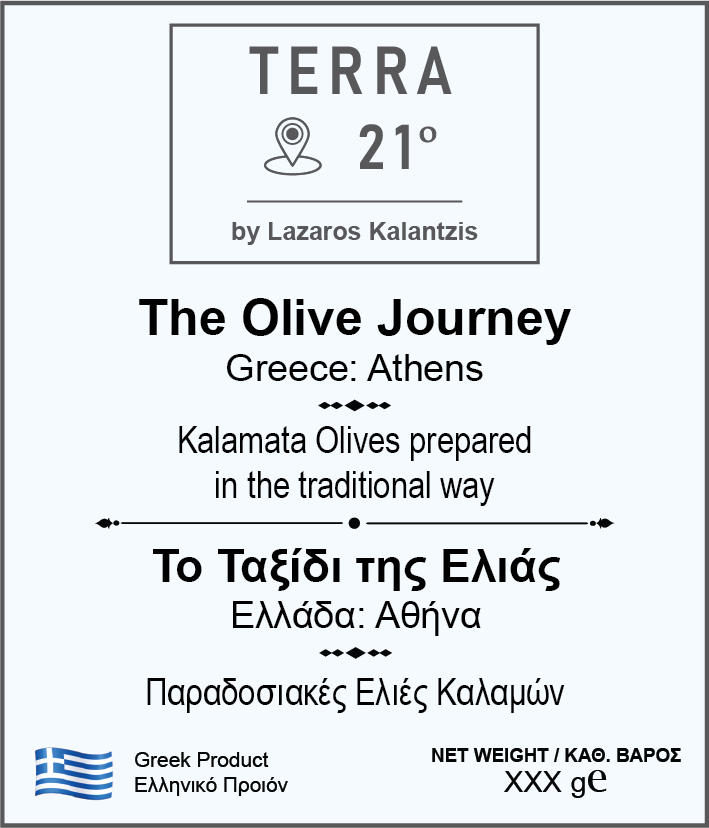 TERRA
21º
by Lazaros Kalantzis
The Olive Journey
Greece: Athens
Kalamata Olives prepared
in the traditional way
Το Ταξίδι της Ελιάς
Ελλάδα: Αθήνα
Παραδοσιακές Ελιές Καλαμών
Greek Product
Ελληνικό Προιόν
NET WEIGHT / ΚΑΘ. ΒΑΡΟΣ
XXX g℮